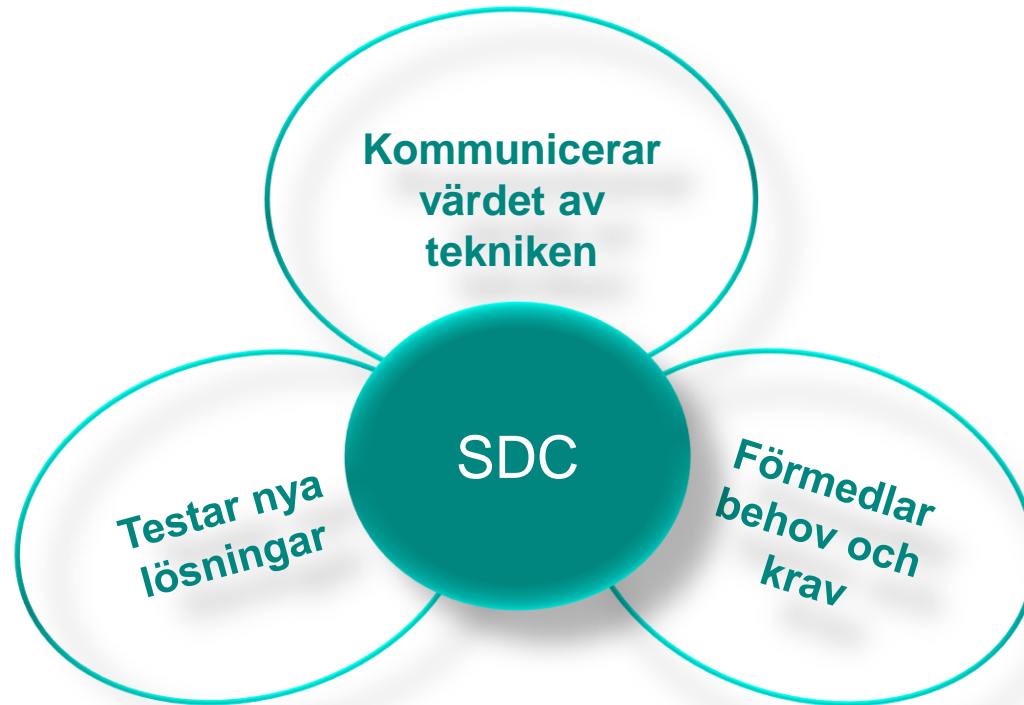 Kommunicerar
värdet av
tekniken
SDC
Testar nya
lösningar
Förmedlar
behov och
krav